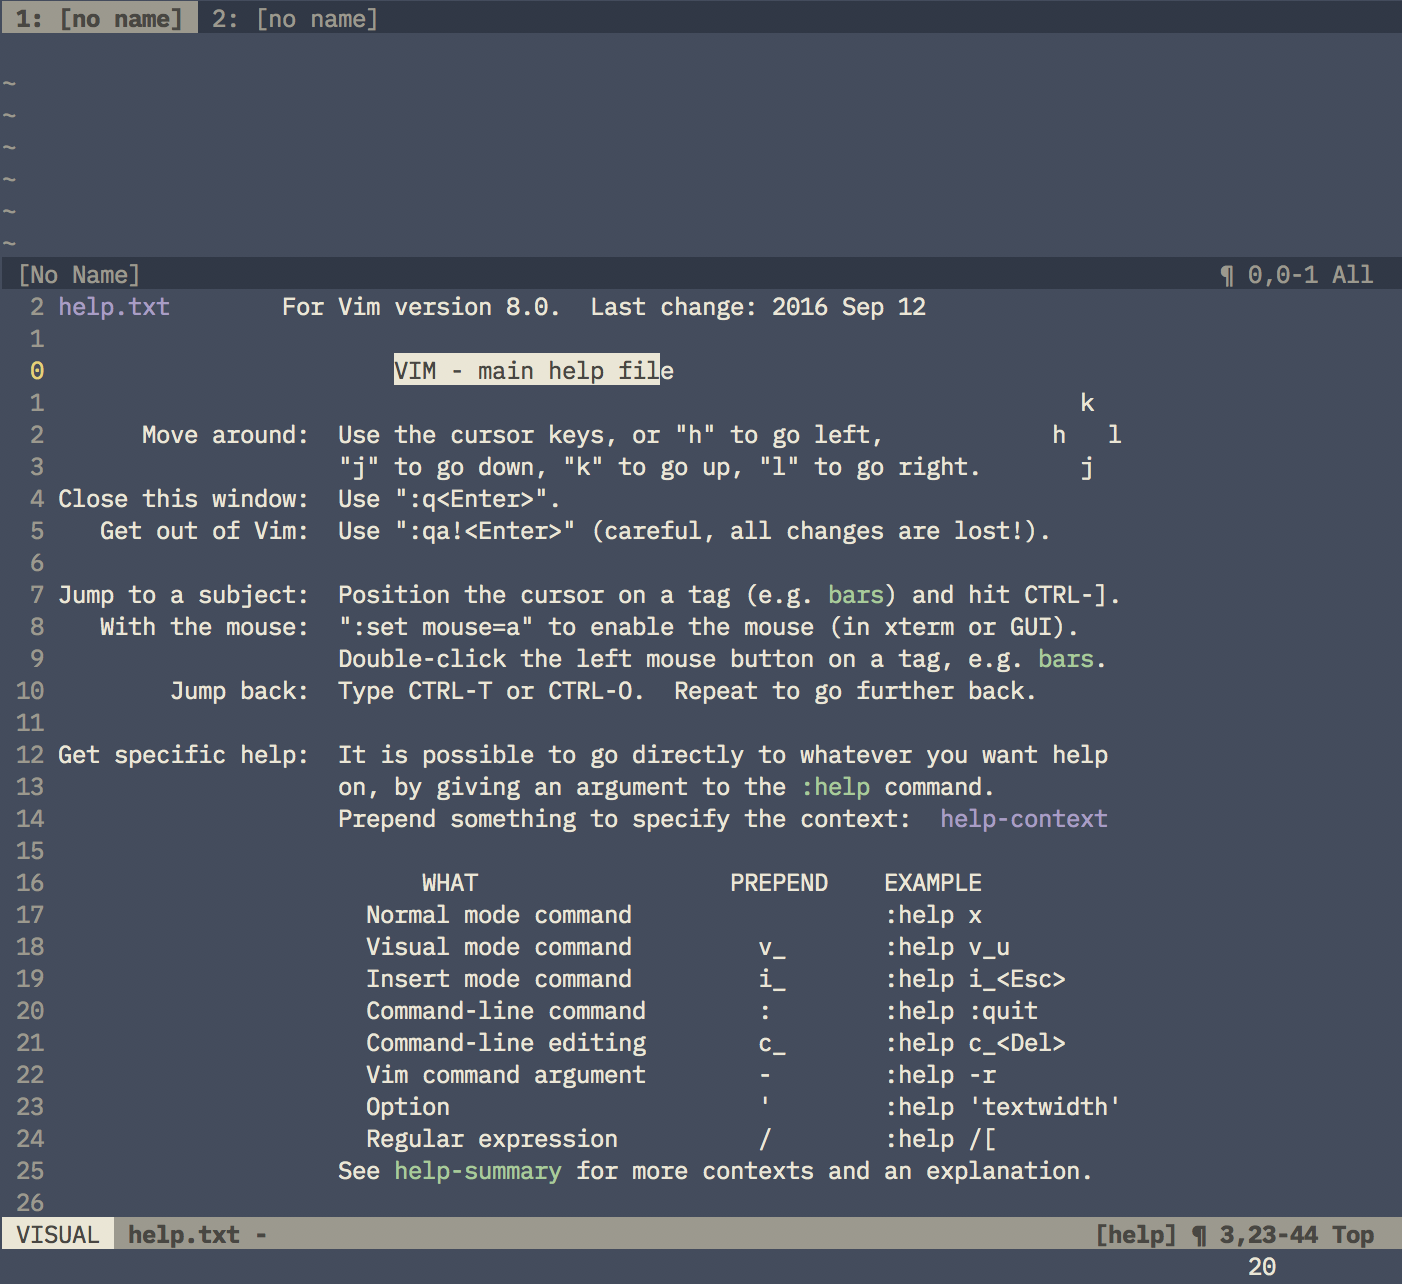 1: [no name] 2: [no name]
~
~
~
~
~
~
[No Name] ¶ 0,0-1 All
2 help.txt For Vim version 8.0. Last change: 2016 Sep 12
1
0 VIM - main help file
1 k
2 Move around: Use the cursor keys, or "h" to go left, h l
3 "j" to go down, "k" to go up, "l" to go right. j
4 Close this window: Use ":q<Enter>".
5 Get out of Vim: Use ":qa!<Enter>" (careful, all changes are lost!).
6
7 Jump to a subject: Position the cursor on a tag (e.g. bars) and hit CTRL-].
8 With the mouse: ":set mouse=a" to enable the mouse (in xterm or GUI).
9 Double-click the left mouse button on a tag, e.g. bars.
10 Jump back: Type CTRL-T or CTRL-O. Repeat to go further back.
11
12 Get specific help: It is possible to go directly to whatever you want help
13 on, by giving an argument to the :help command.
14 Prepend something to specify the context: help-context
15
16 WHAT PREPEND EXAMPLE
17 Normal mode command :help x
18 Visual mode command v_ :help v_u
19 Insert mode command i_ :help i_<Esc>
20 Command-line command : :help :quit
21 Command-line editing c_ :help c_<Del>
22 Vim command argument - :help -r
23 Option ' :help 'textwidth'
24 Regular expression / :help /[
25 See help-summary for more contexts and an explanation.
26
VISUAL help.txt - [help] ¶ 3,23-44 Top
20